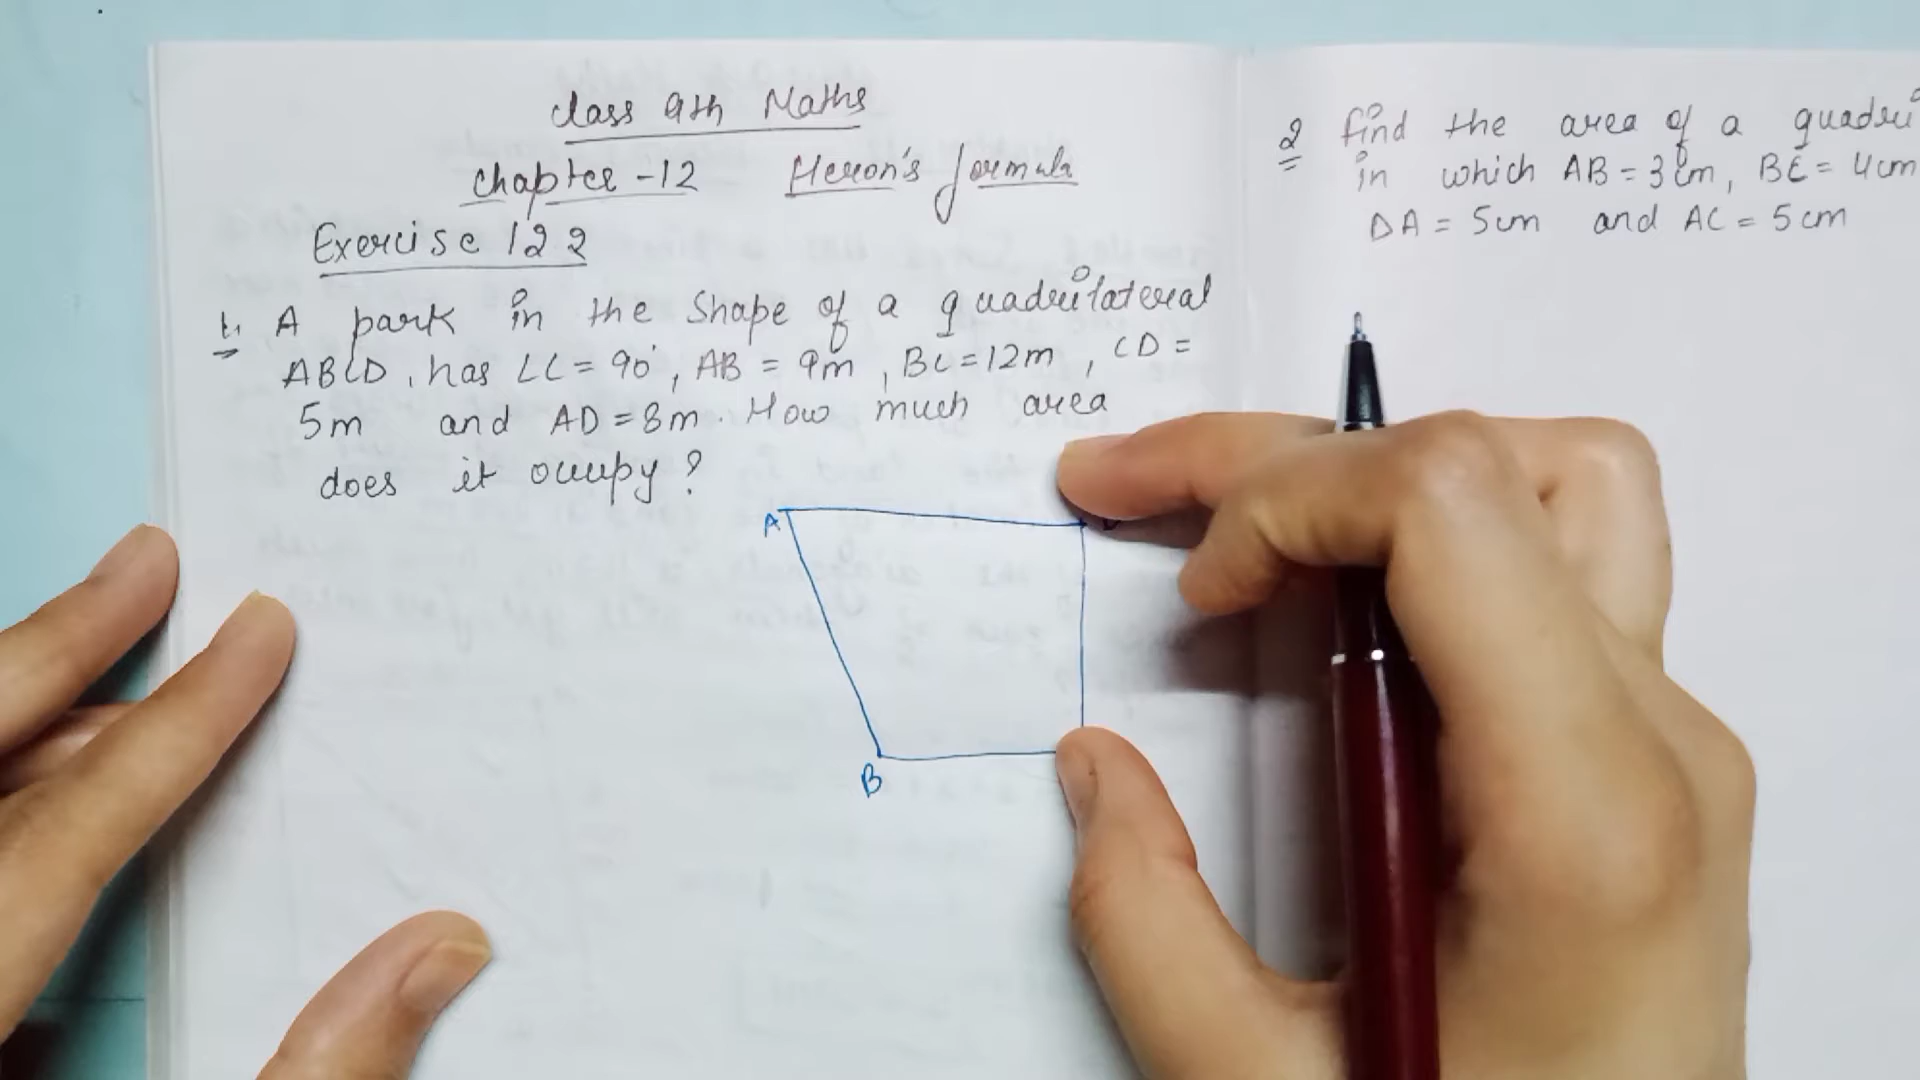 Class 9th Maths
Chapter-12 Heron's formula
Exercise 12 2
1. A park in the shape of a quadrilateral
ABCD, has ∠C = 90°, AB = 9m, BC = 12m, CD =
5m and AD = 8m. How much area
does it occupy?
A
B
2 find the area of a quadri
in which AB = 3cm, BC = 4cm
DA = 5cm and AC = 5cm